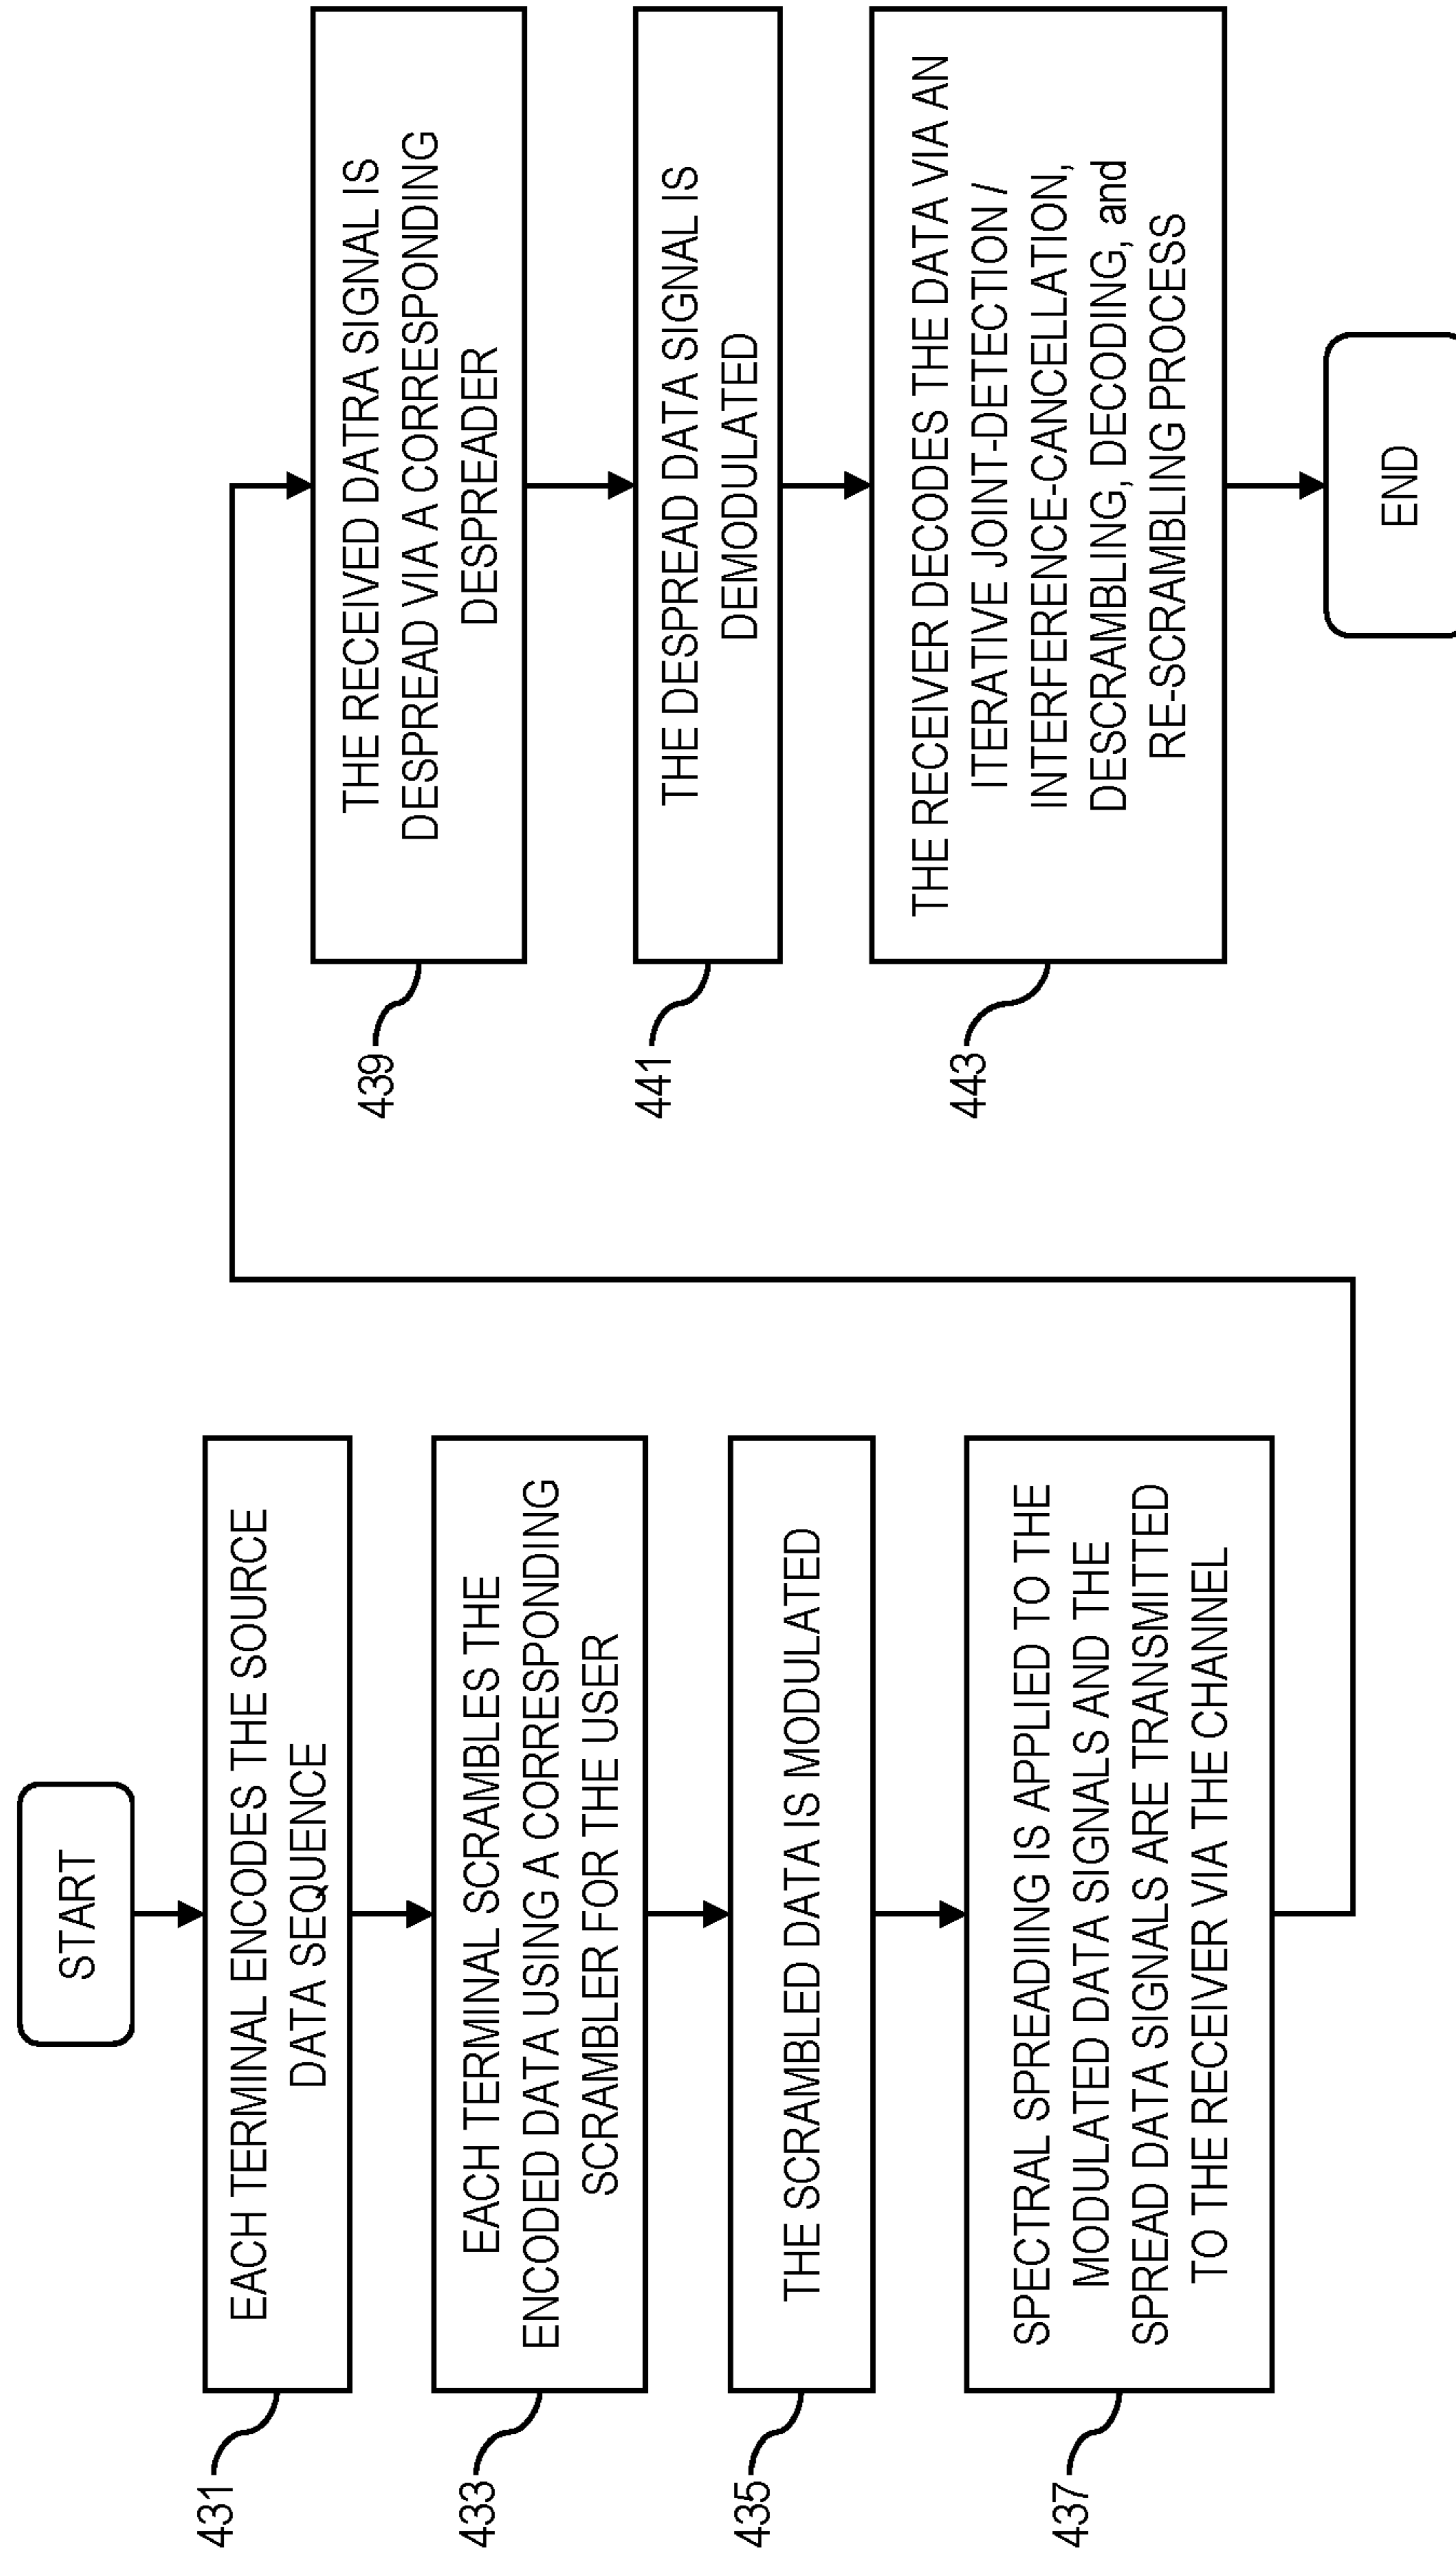 START
431
EACH TERMINAL ENCODES THE SOURCE
DATA SEQUENCE
433
EACH TERMINAL SCRAMBLES THE
ENCODED DATA USING A CORRESPONDING
SCRAMBLER FOR THE USER
435
THE SCRAMBLED DATA IS MODULATED
437
SPECTRAL SPREADIING IS APPLIED TO THE
MODULATED DATA SIGNALS AND THE
SPREAD DATA SIGNALS ARE TRANSMITTED
TO THE RECEIVER VIA THE CHANNEL
439
THE RECEIVED DATRA SIGNAL IS
DESPREAD VIA A CORRESPONDING
DESPREADER
441
THE DESPREAD DATA SIGNAL IS
DEMODULATED
443
THE RECEIVER DECODES THE DATA VIA AN
ITERATIVE JOINT-DETECTION /
INTERFERENCE-CANCELLATION,
DESCRAMBLING, DECODING, and
RE-SCRAMBLING PROCESS
END